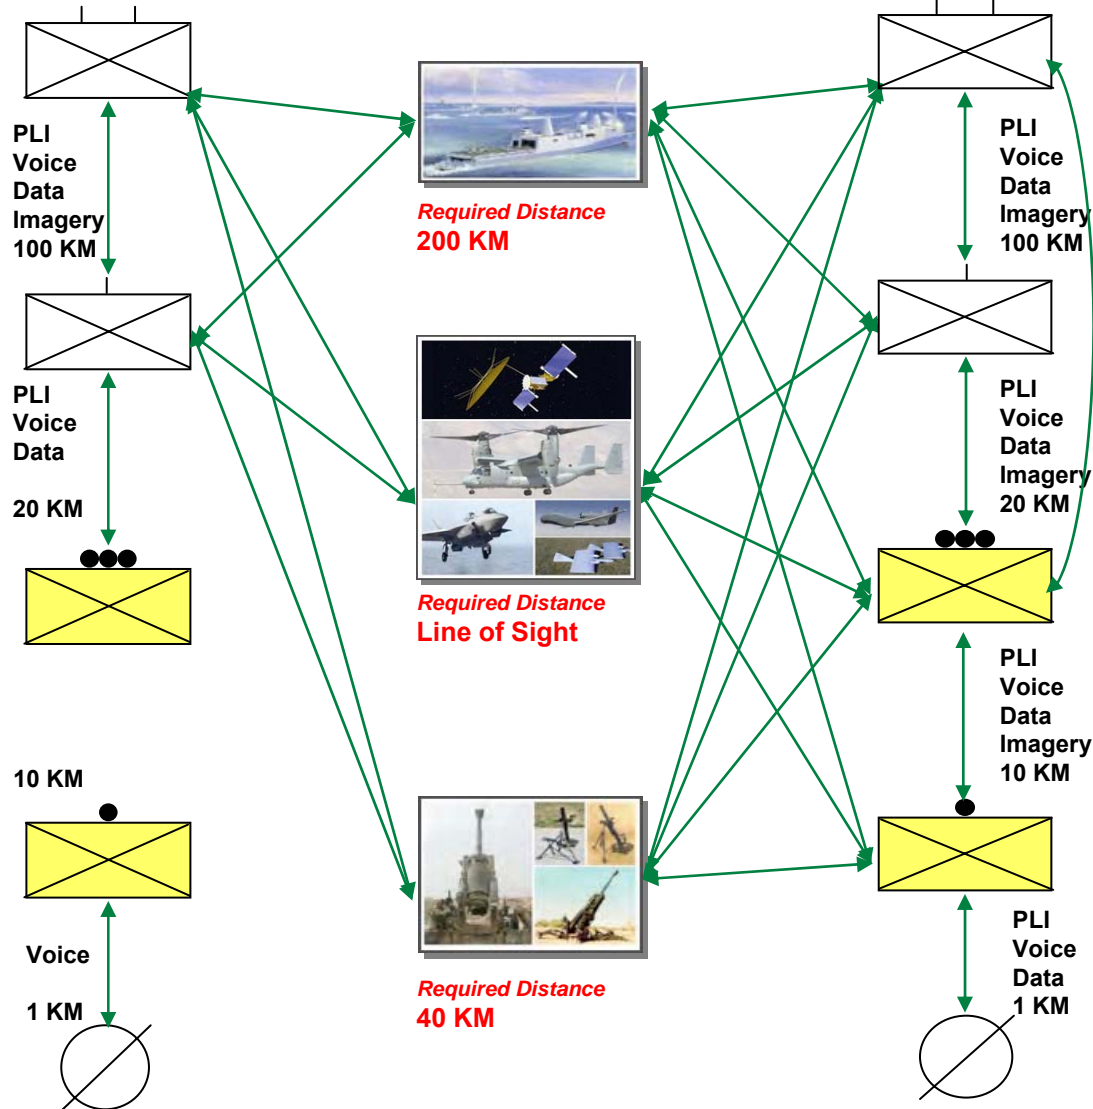 PLI
Voice
Data
Imagery
100 KM
PLI
Voice
Data
20 KM
10 KM
Voice
1 KM
Required Distance
200 KM
Required Distance
Line of Sight
Required Distance
40 KM
PLI
Voice
Data
Imagery
100 KM
PLI
Voice
Data
Imagery
20 KM
PLI
Voice
Data
Imagery
10 KM
PLI
Voice
Data
1 KM